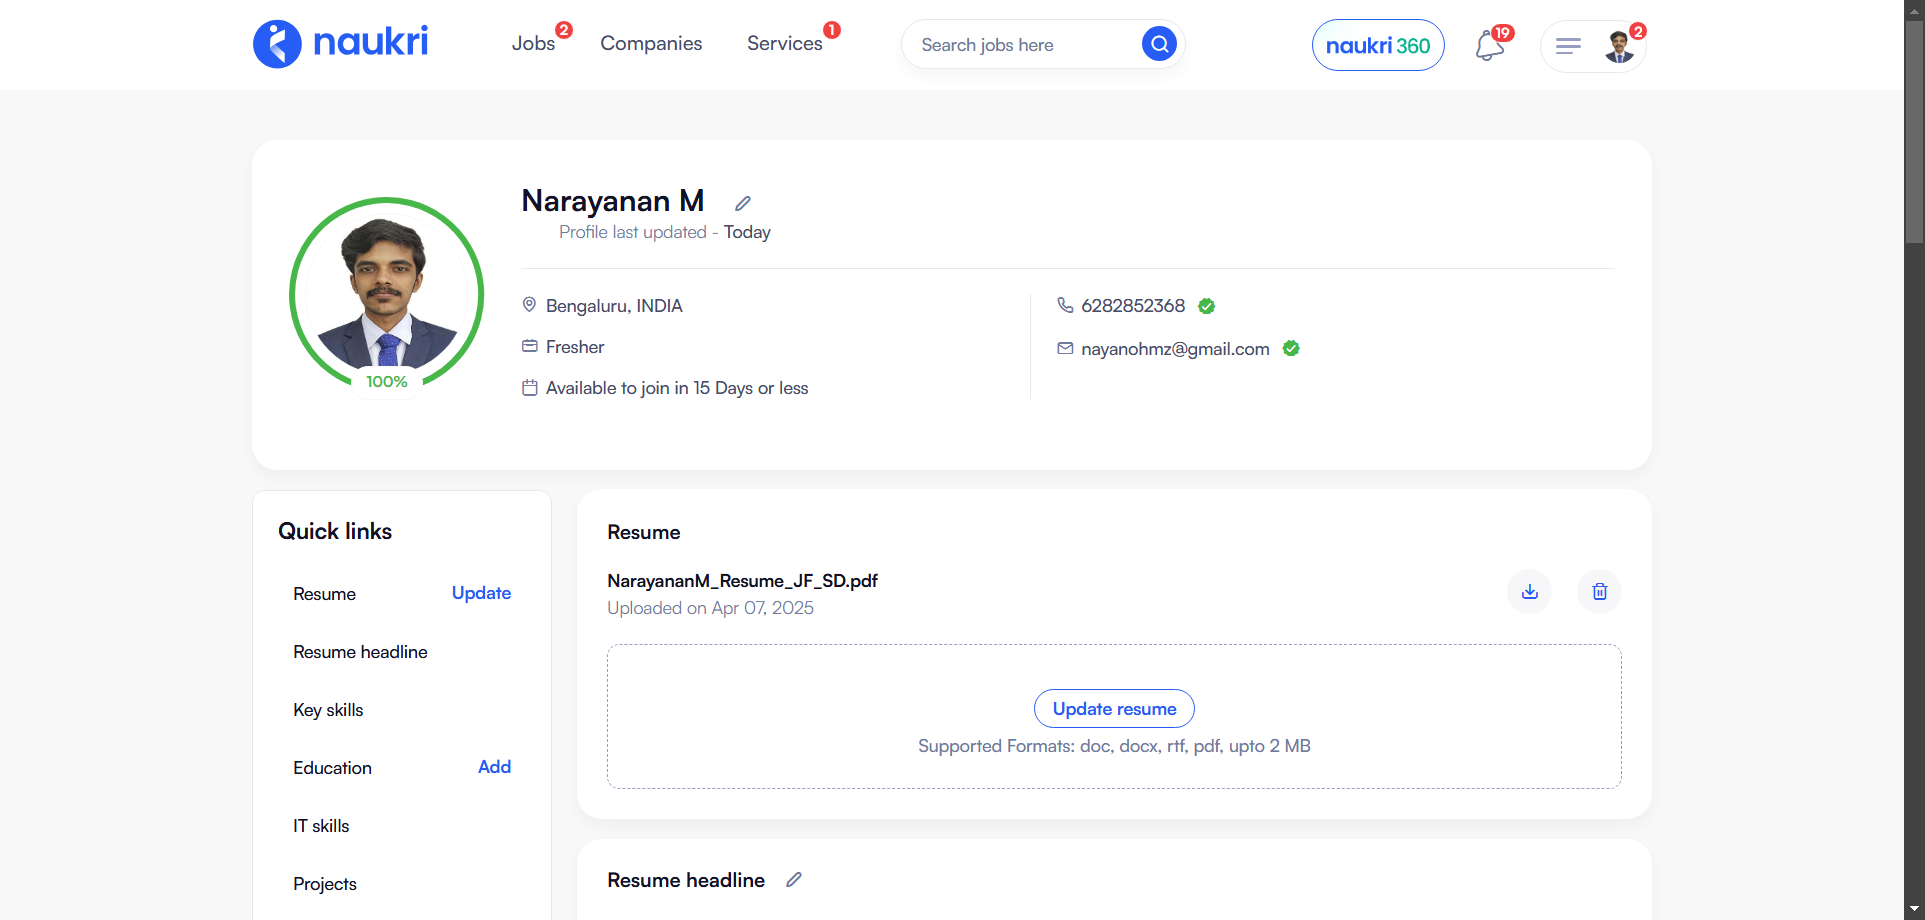 naukri
Jobs 2
Companies
Services 1
Search jobs here
naukri 360
19
2
Narayanan M
Profile last updated - Today
Bengaluru, INDIA
Fresher
Available to join in 15 Days or less
6282852368
nayanohmz@gmail.com
100%
Quick links
Resume Update
Resume headline
Key skills
Education Add
IT skills
Projects
Resume
NarayananM_Resume_JF_SD.pdf
Uploaded on Apr 07, 2025
Update resume
Supported Formats: doc, docx, rtf, pdf, upto 2 MB
Resume headline